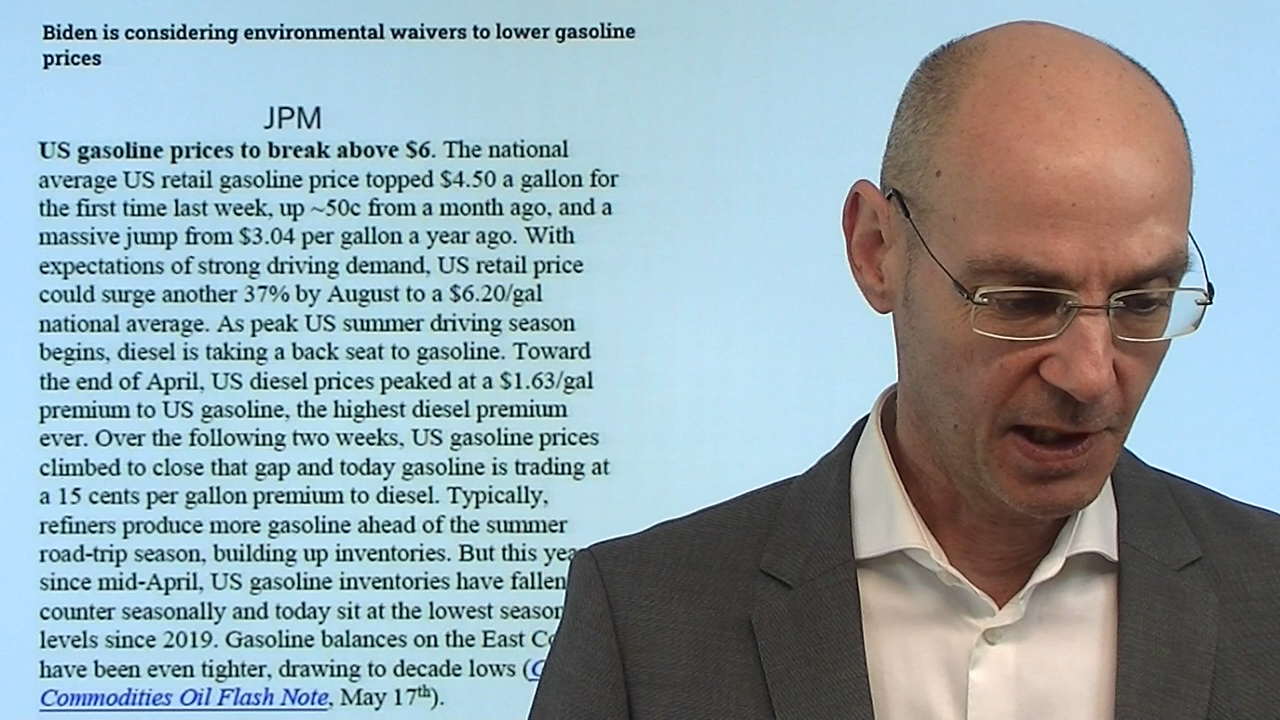 Biden is considering environmental waivers to lower gasoline
prices
JPM
US gasoline prices to break above $6. The national
average US retail gasoline price topped $4.50 a gallon for
the first time last week, up ~50c from a month ago, and a
massive jump from $3.04 per gallon a year ago. With
expectations of strong driving demand, US retail price
could surge another 37% by August to a $6.20/gal
national average. As peak US summer driving season
begins, diesel is taking a back seat to gasoline. Toward
the end of April, US diesel prices peaked at a $1.63/gal
premium to US gasoline, the highest diesel premium
ever. Over the following two weeks, US gasoline prices
climbed to close that gap and today gasoline is trading at
a 15 cents per gallon premium to diesel. Typically,
refiners produce more gasoline ahead of the summer
road-trip season, building up inventories. But this
since mid-April, US gasoline inventories have fallen
counter seasonally and today sit at the lowest
levels since 2019. Gasoline balances on the East
have been even tighter, drawing to decade lows (
Commodities Oil Flash Note, May 17th).